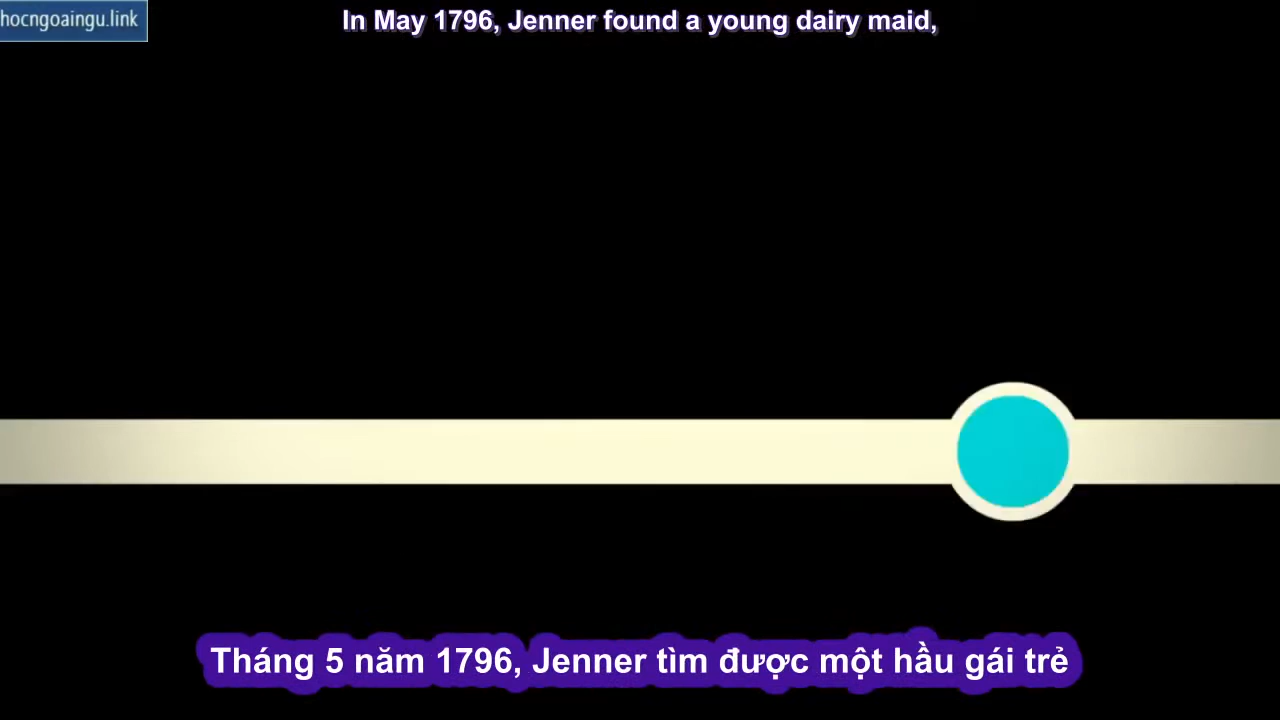 hocngoaingu.link
In May 1796, Jenner found a young dairy maid,
Tháng 5 năm 1796, Jenner tìm được một hầu gái trẻ